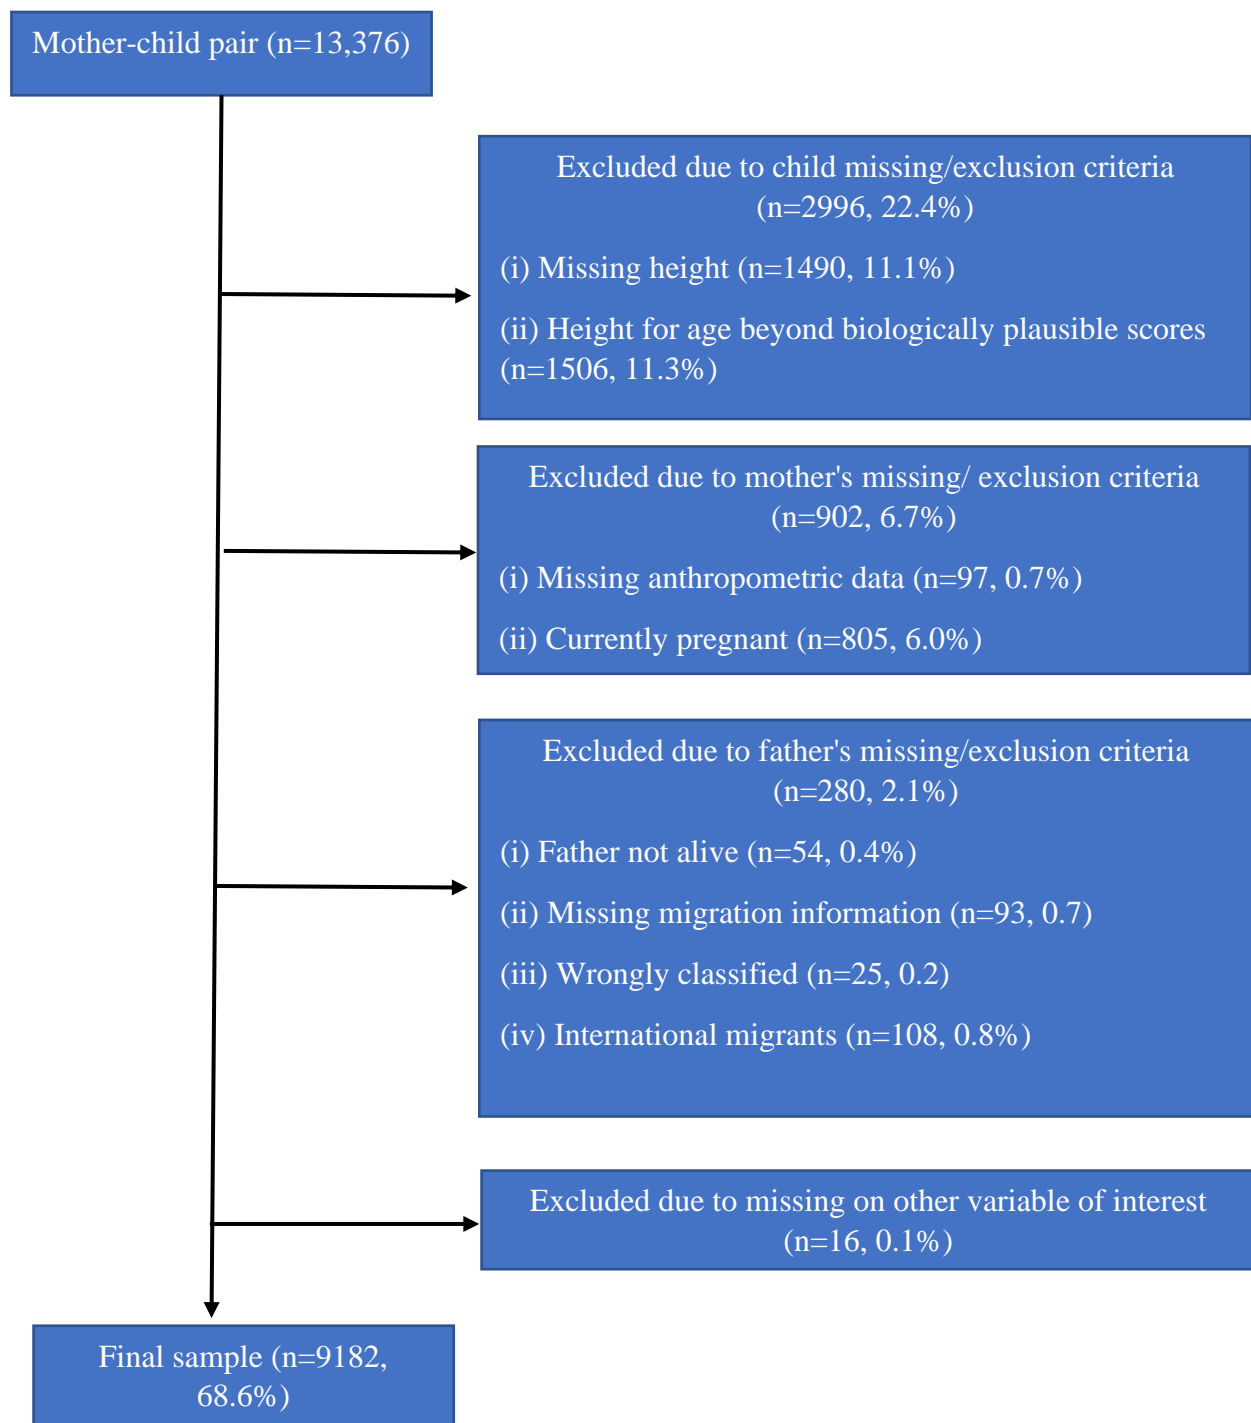 Mother-child pair (n=13,376)
Excluded due to child missing/exclusion criteria
(n=2996, 22.4%)
(i) Missing height (n=1490, 11.1%)
(ii) Height for age beyond biologically plausible scores
(n=1506, 11.3%)
Excluded due to mother's missing/ exclusion criteria
(n=902, 6.7%)
(i) Missing anthropometric data (n=97, 0.7%)
(ii) Currently pregnant (n=805, 6.0%)
Excluded due to father's missing/exclusion criteria
(n=280, 2.1%)
(i) Father not alive (n=54, 0.4%)
(ii) Missing migration information (n=93, 0.7)
(iii) Wrongly classified (n=25, 0.2)
(iv) International migrants (n=108, 0.8%)
Excluded due to missing on other variable of interest
(n=16, 0.1%)
Final sample (n=9182,
68.6%)